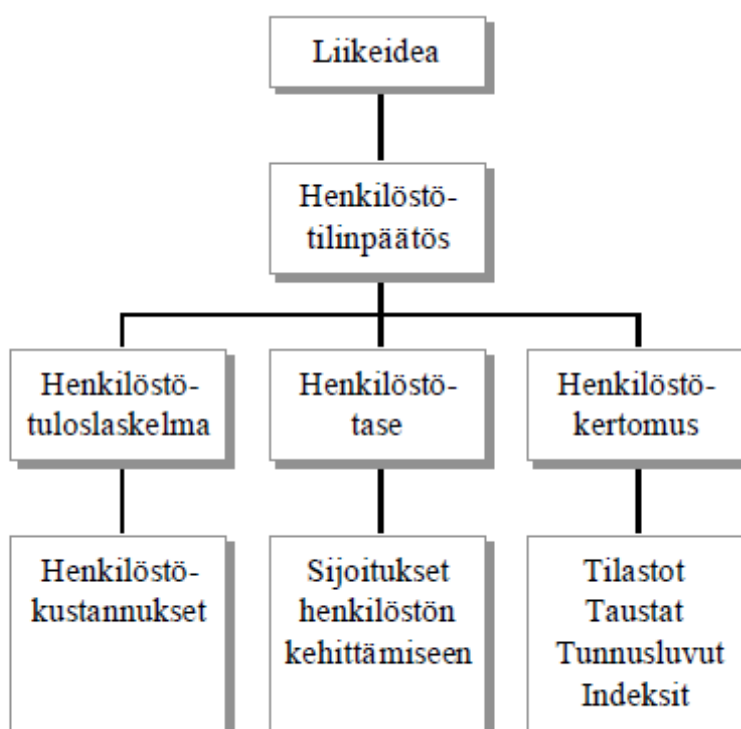 Liikeidea
Henkilöstö-
tilinpäätös
Henkilöstö-
tuloslaskelma
Henkilöstö-
tase
Henkilöstö-
kertomus
Henkilöstö-
kustannukset
Sijoitukset
henkilöstön
kehittämiseen
Tilastot
Taustat
Tunnusluvut
Indeksit